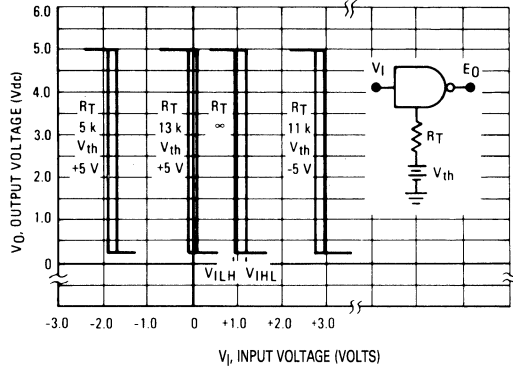 6.0
5.0
4.0
3.0
2.0
1.0
0
VO, OUTPUT VOLTAGE (Vdc)
RT
5 k
Vth
+5 V
RT
13 k
Vth
+5 V
RT
∞
RT
11 k
Vth
-5 V
VI
EO
RT
Vth
VILH
VIHL
-3.0 -2.0 -1.0 0 +1.0 +2.0 +3.0
VI, INPUT VOLTAGE (VOLTS)